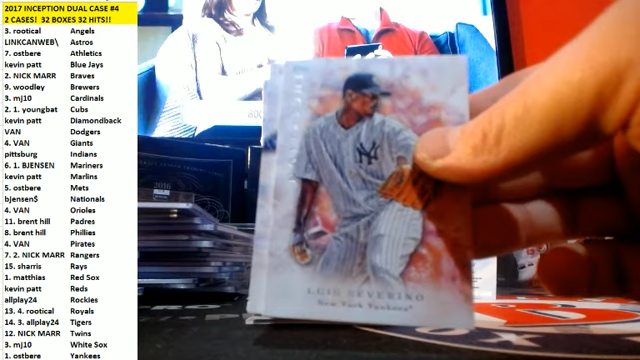 2017 INCEPTION DUAL CASE #4
2 CASES! 32 BOXES 32 HITS!!
3. rootical Angels
LINKCANWEB\ Astros
7. ostbere Athletics
kevin patt Blue Jays
2. NICK MARR Braves
9. woodley Brewers
3. mj10 Cardinals
2. 1. youngbat Cubs
kevin patt Diamondback
VAN Dodgers
4. VAN Giants
pittsburg Indians
6. 1. BJENSEN Mariners
kevin patt Marlins
5. ostbere Mets
bJensen$ Nationals
4. VAN Orioles
11. brent hill Padres
8. brent hill Phillies
4. VAN Pirates
7. 2. NICK MARR Rangers
15. sharris Rays
1. matthias Red Sox
kevin patt Reds
allplay24 Rockies
13. 4. rootical Royals
14. 3. allplay24 Tigers
12. NICK MARR Twins
3. mj10 White Sox
1. ostbere Yankees
LUIS SEVERINO
New York Yankees